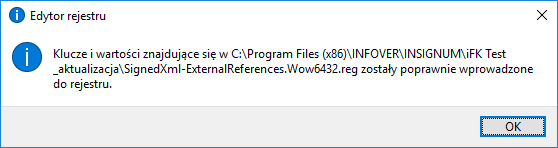 Edytor rejestru
Klucze i wartości znajdujące się w C:\Program Files (x86)\INFOVER\INSIGNUM\iFK Test
_aktualizacja\SignedXml-ExternalReferences.Wow6432.reg zostały poprawnie wprowadzone
do rejestru.
OK